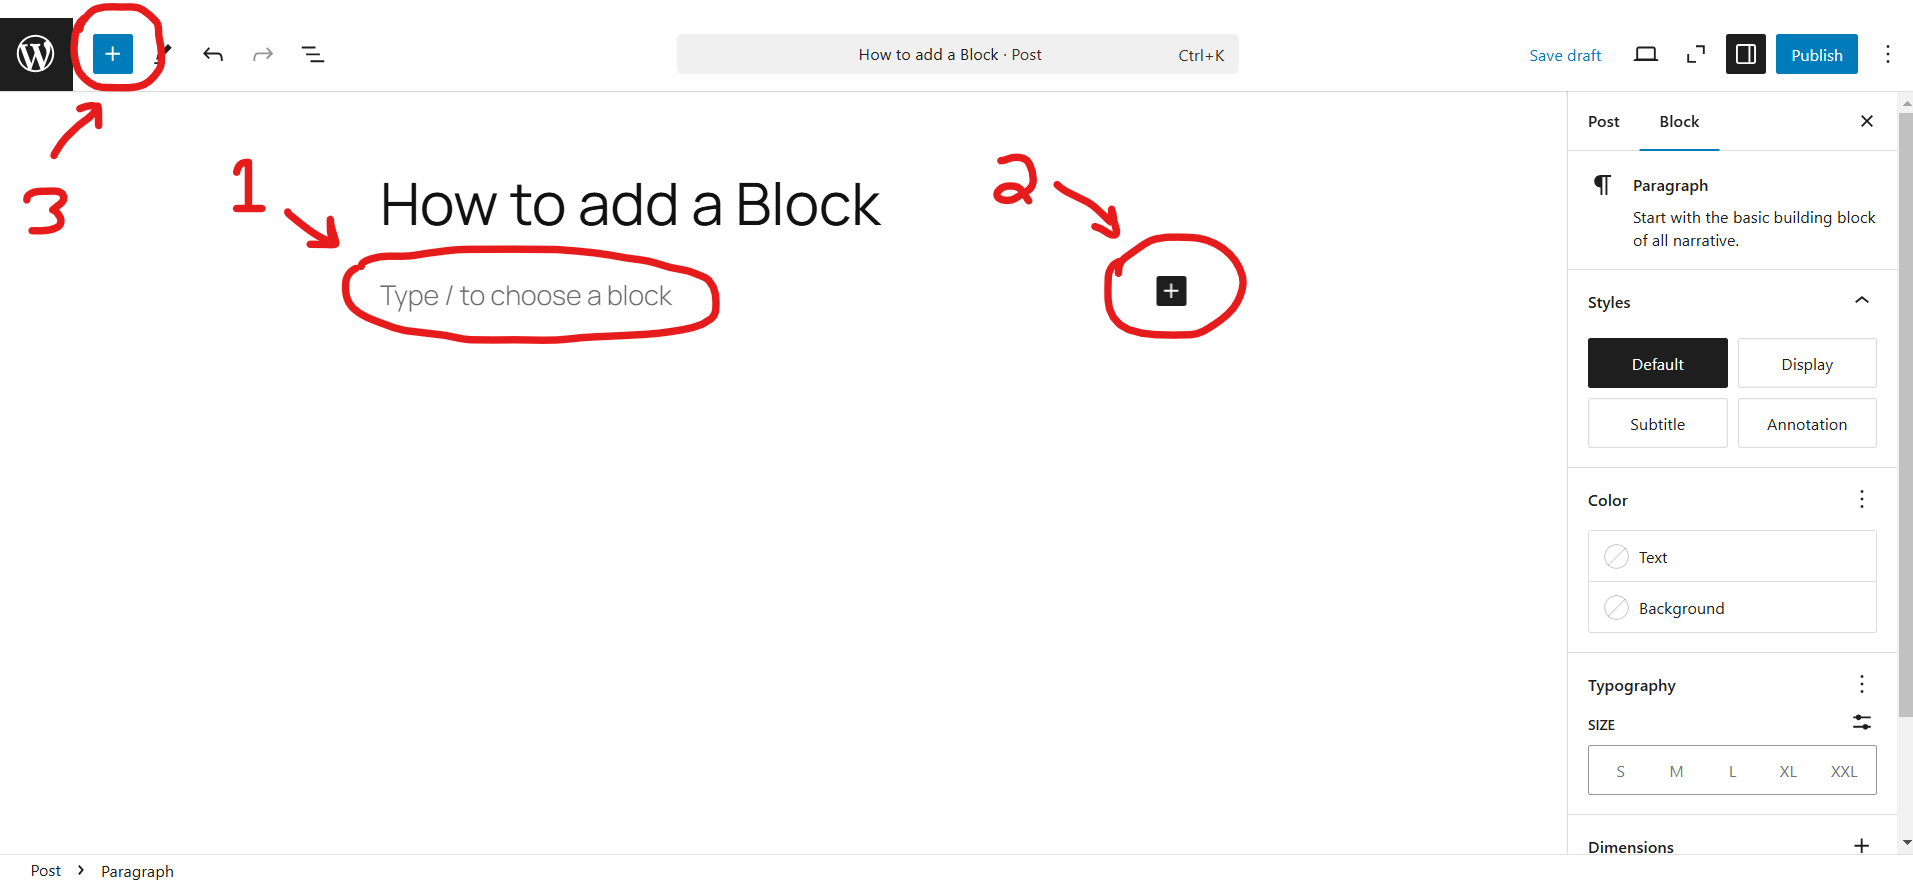 How to add a Block · Post Ctrl+K
Save draft
Publish
3
1
2
How to add a Block
Type / to choose a block
Post Block
Paragraph
Start with the basic building block
of all narrative.
Styles
Default Display
Subtitle Annotation
Color
Text
Background
Typography
SIZE
S M L XL XXL
Dimensions
Post > Paragraph